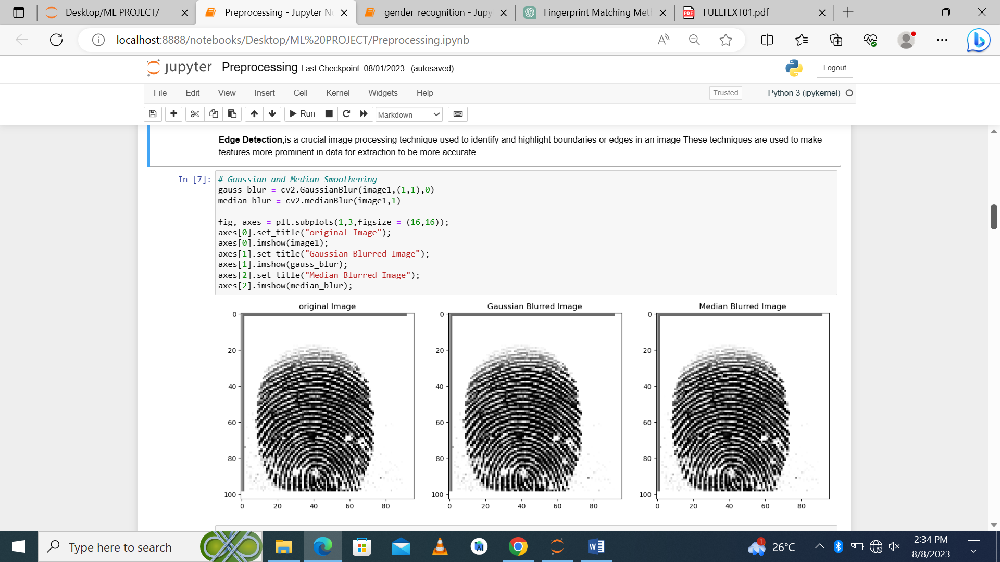 Desktop/ML PROJECT/
Preprocessing - Jupyter No
gender_recognition - Jupy
Fingerprint Matching Met
PDF
FULLTEXT01.pdf
localhost:8888/notebooks/Desktop/ML%20PROJECT/Preprocessing.ipynb
jupyter Preprocessing Last Checkpoint: 08/01/2023 (autosaved)
Logout
File Edit View Insert Cell Kernel Widgets Help
Trusted
Python 3 (ipykernel)
Run
Markdown
Edge Detection,is a crucial image processing technique used to identify and highlight boundaries or edges in an image These techniques are used to make
features more prominent in data for extraction to be more accurate.
In [7]:
# Gaussian and Median Smoothening
gauss_blur = cv2.GaussianBlur(image1,(1,1),0)
median_blur = cv2.medianBlur(image1,1)
fig, axes = plt.subplots(1,3,figsize = (16,16));
axes[0].set_title("original Image");
axes[0].imshow(image1);
axes[1].set_title("Gaussian Blurred Image");
axes[1].imshow(gauss_blur);
axes[2].set_title("Median Blurred Image");
axes[2].imshow(median_blur);
original Image
0
20
40
60
80
100
0 20 40 60 80
Gaussian Blurred Image
0
20
40
60
80
100
0 20 40 60 80
Median Blurred Image
0
20
40
60
80
100
0 20 40 60 80
Type here to search
1
26°C
2:34 PM
8/8/2023